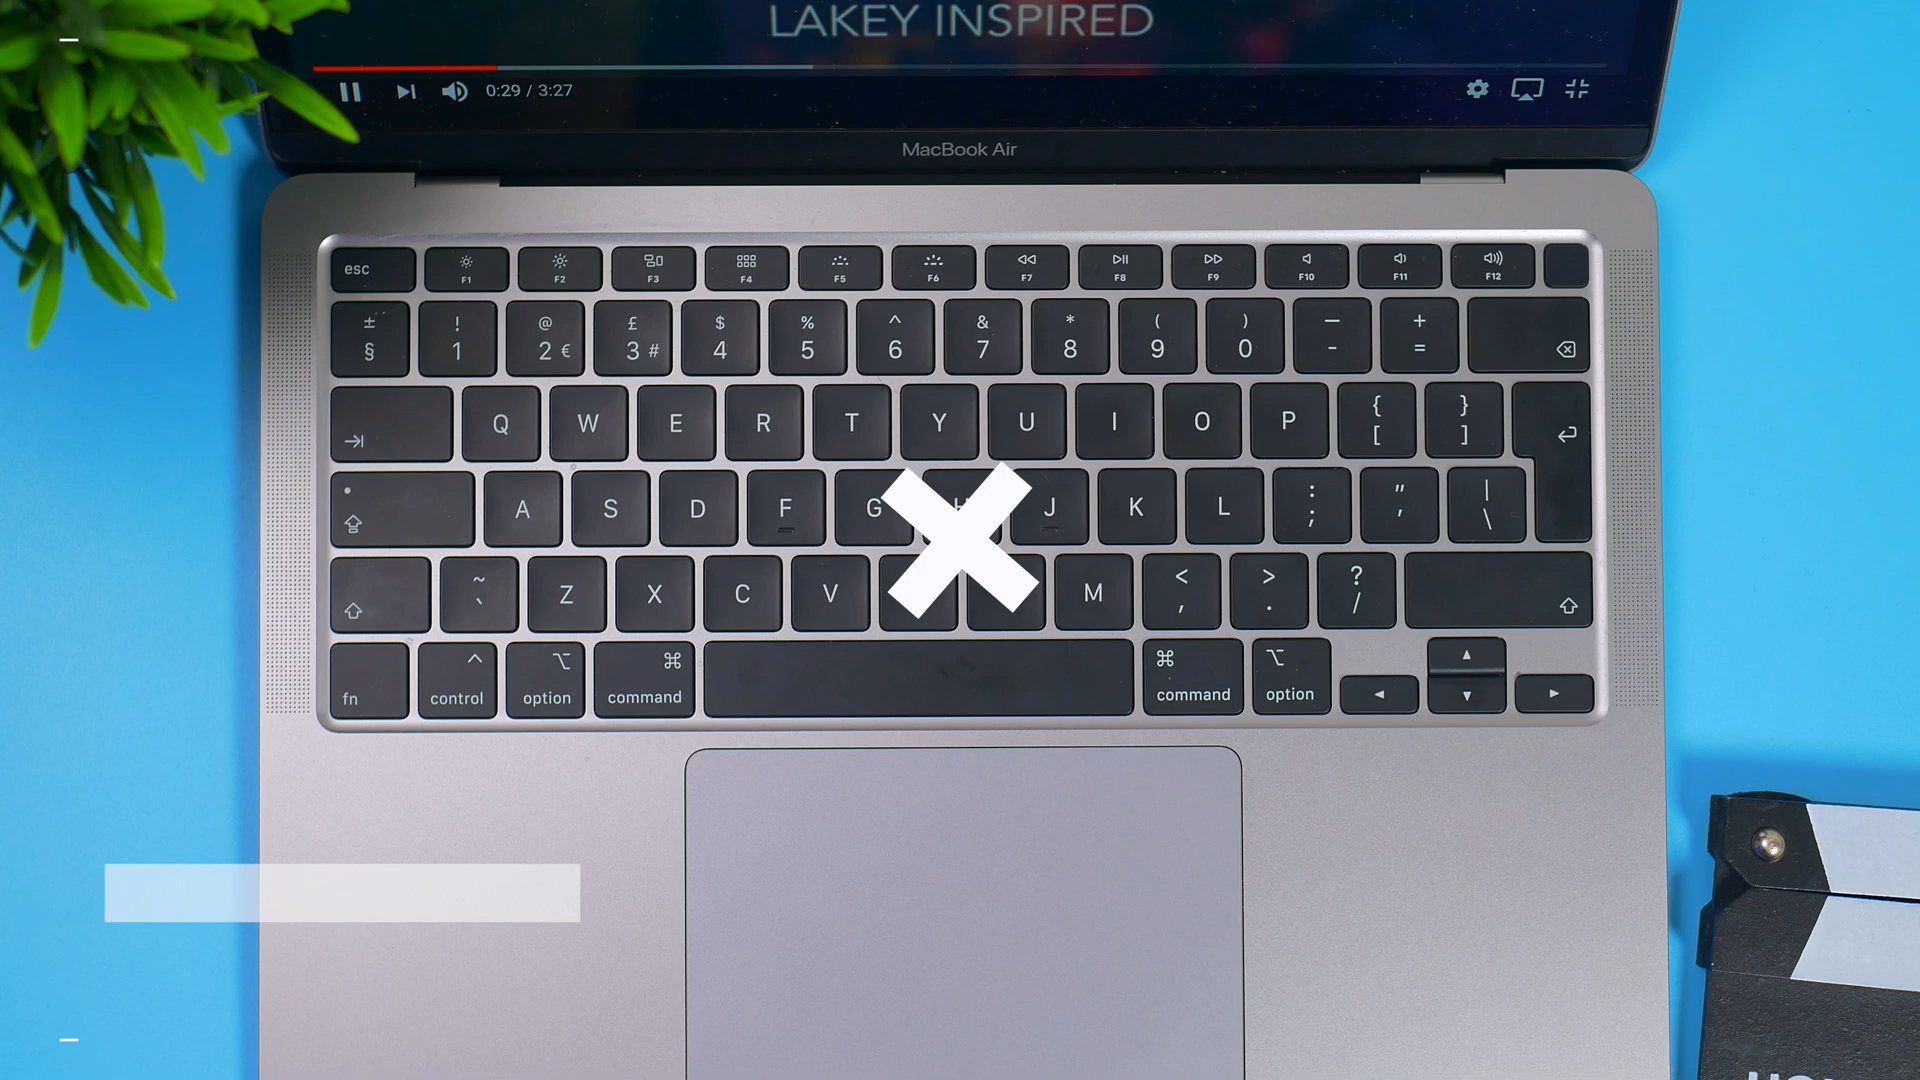 LAKEY INSPIRED
0:29 / 3:27
MacBook Air
esc F1 F2 F3 F4 F5 F6 F7 F8 F9 F10 F11 F12
± ! @ £ $ % ^ & * ( ) — +
§ 1 2 € 3 # 4 5 6 7 8 9 0 - =
Q W E R T Y U I O P { [ } ]
A S D F G H J K L : ; " ' | \
~ ` Z X C V M < , > . ? /
fn control option command command option